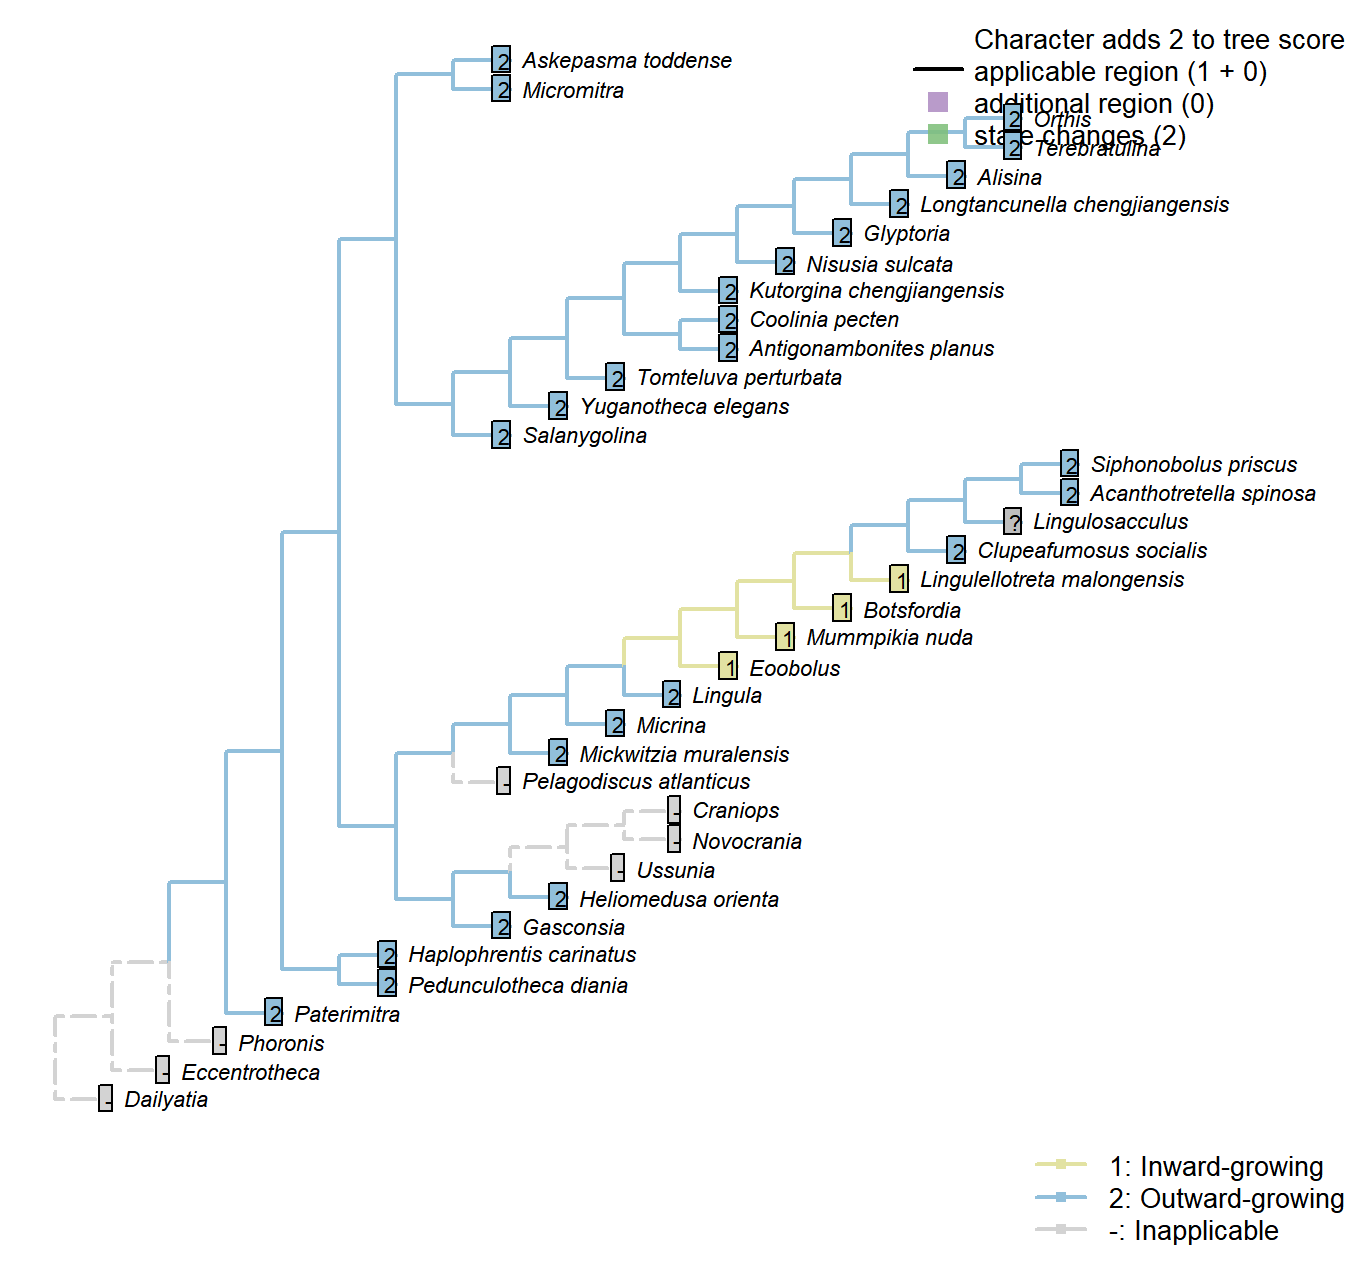 Character adds 2 to tree score
applicable region (1 + 0)
additional region (0)
state changes (2)
2 Askepasma toddense
2 Micromitra
2 Orthis
2 Terebratulina
2 Alisina
2 Longtancunella chengjiangensis
2 Glyptoria
2 Nisusia sulcata
2 Kutorgina chengjiangensis
2 Coolinia pecten
2 Antigonambonites planus
2 Tomteluva perturbata
2 Yuganotheca elegans
2 Salanygolina
2 Siphonobolus priscus
2 Acanthotretella spinosa
? Lingulosacculus
2 Clupeafumosus socialis
1 Lingulellotreta malongensis
1 Botsfordia
1 Mummpikia nuda
1 Eoobolus
2 Lingula
2 Micrina
2 Mickwitzia muralensis
- Pelagodiscus atlanticus
- Craniops
- Novocrania
- Ussunia
2 Heliomedusa orienta
2 Gasconsia
2 Haplophrentis carinatus
2 Pedunculotheca diania
2 Paterimitra
- Phoronis
- Eccentrotheca
- Dailyatia
1: Inward-growing
2: Outward-growing
-: Inapplicable